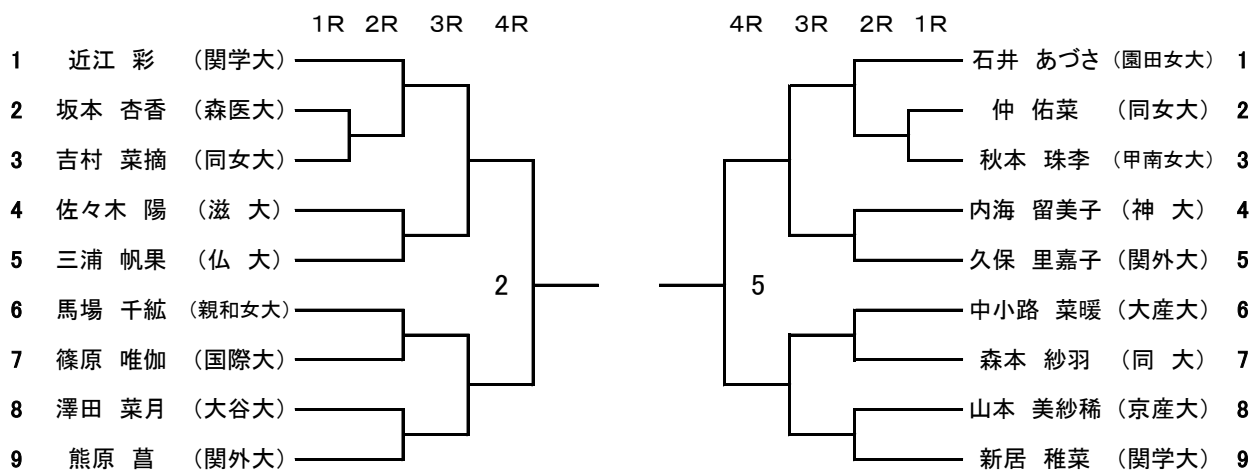 1R 2R 3R 4R 4R 3R 2R 1R
1 近江 彩 (関学大) 石井 あづさ (園田女大) 1
2 坂本 杏香 (森医大) 仲 佑菜 (同女大) 2
3 吉村 菜摘 (同女大) 秋本 珠李 (甲南女大) 3
4 佐々木 陽 (滋 大) 内海 留美子 (神 大) 4
5 三浦 帆果 (仏 大) 久保 里嘉子 (関外大) 5
2 5
6 馬場 千紘 (親和女大) 中小路 菜暖 (大産大) 6
7 篠原 唯伽 (国際大) 森本 紗羽 (同 大) 7
8 澤田 菜月 (大谷大) 山本 美紗稀 (京産大) 8
9 熊原 菖 (関外大) 新居 稚菜 (関学大) 9